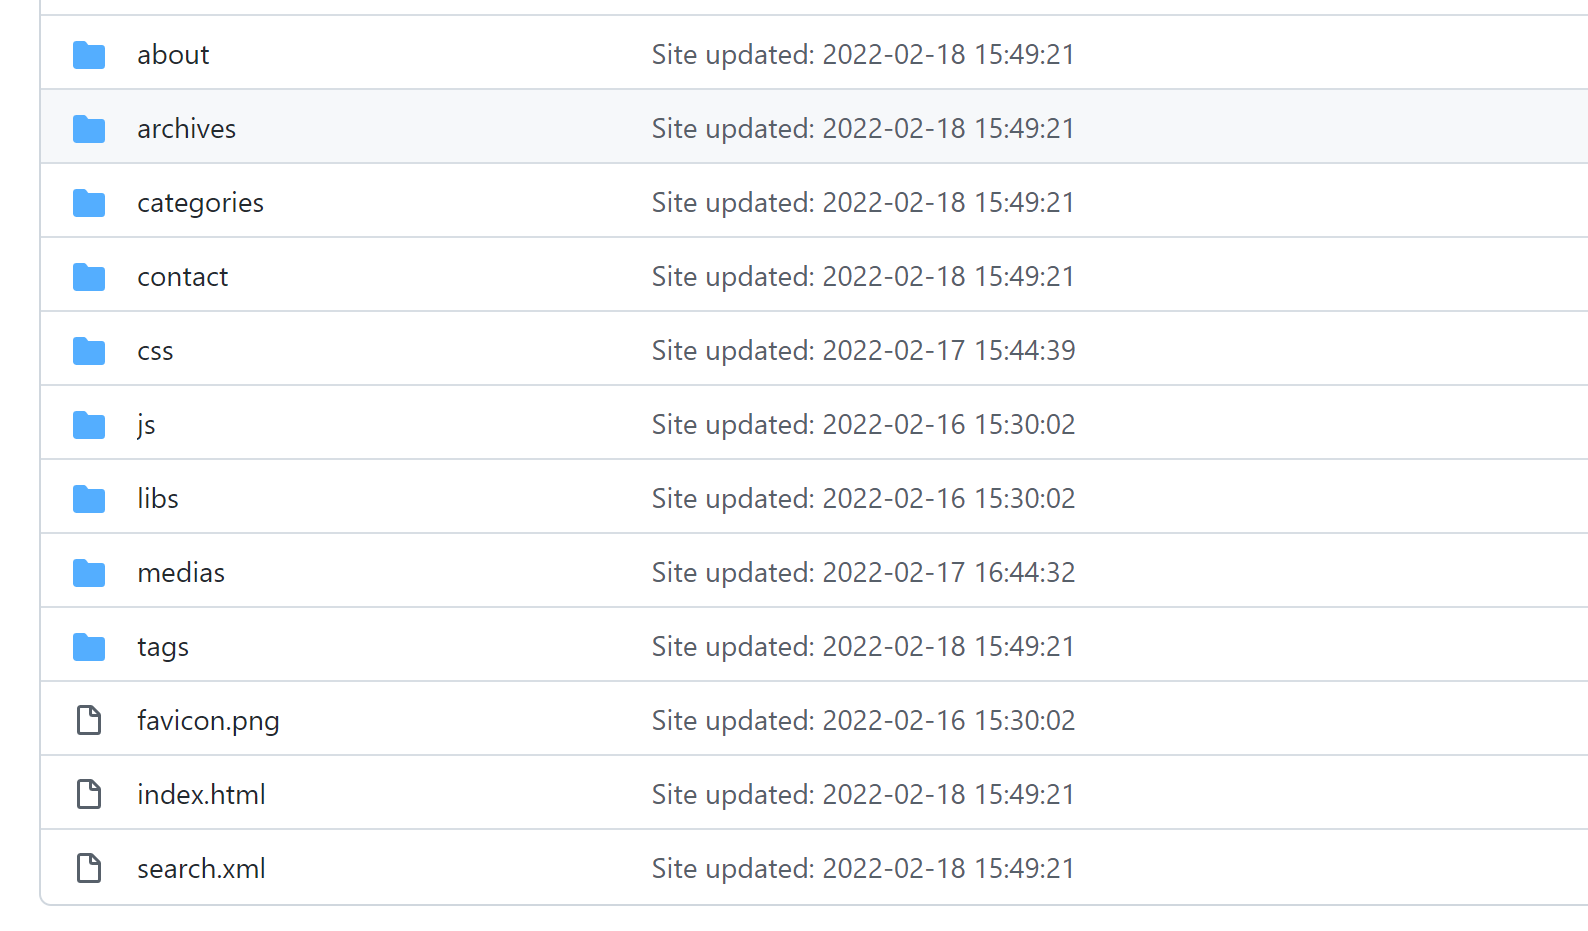 about Site updated: 2022-02-18 15:49:21
archives Site updated: 2022-02-18 15:49:21
categories Site updated: 2022-02-18 15:49:21
contact Site updated: 2022-02-18 15:49:21
css Site updated: 2022-02-17 15:44:39
js Site updated: 2022-02-16 15:30:02
libs Site updated: 2022-02-16 15:30:02
medias Site updated: 2022-02-17 16:44:32
tags Site updated: 2022-02-18 15:49:21
favicon.png Site updated: 2022-02-16 15:30:02
index.html Site updated: 2022-02-18 15:49:21
search.xml Site updated: 2022-02-18 15:49:21